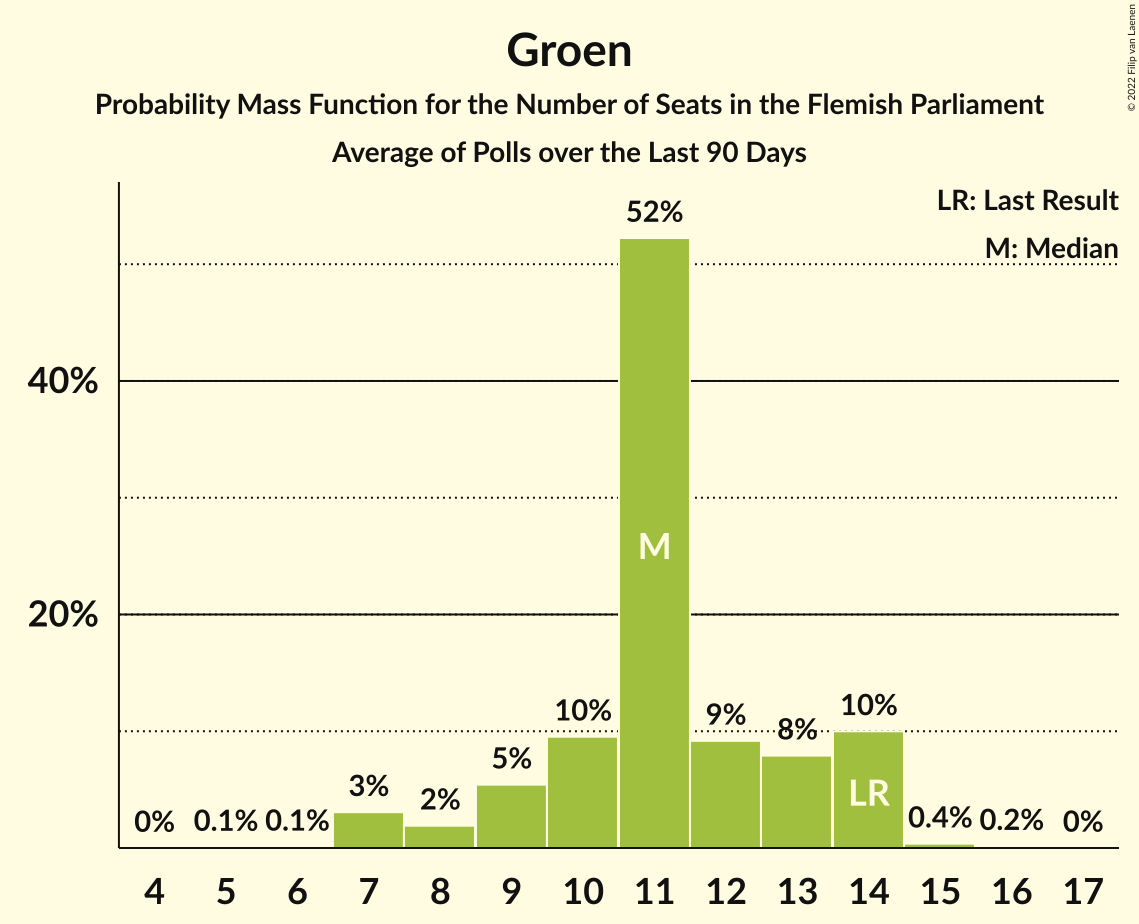 Groen
Probability Mass Function for the Number of Seats in the Flemish Parliament
Average of Polls over the Last 90 Days
© 2022 Filip van Laenen
LR: Last Result
M: Median
40%
20%
0% 0.1% 0.1% 3% 2% 5% 10% 52% 9% 8% 10% 0.4% 0.2% 0%
M
LR
4 5 6 7 8 9 10 11 12 13 14 15 16 17